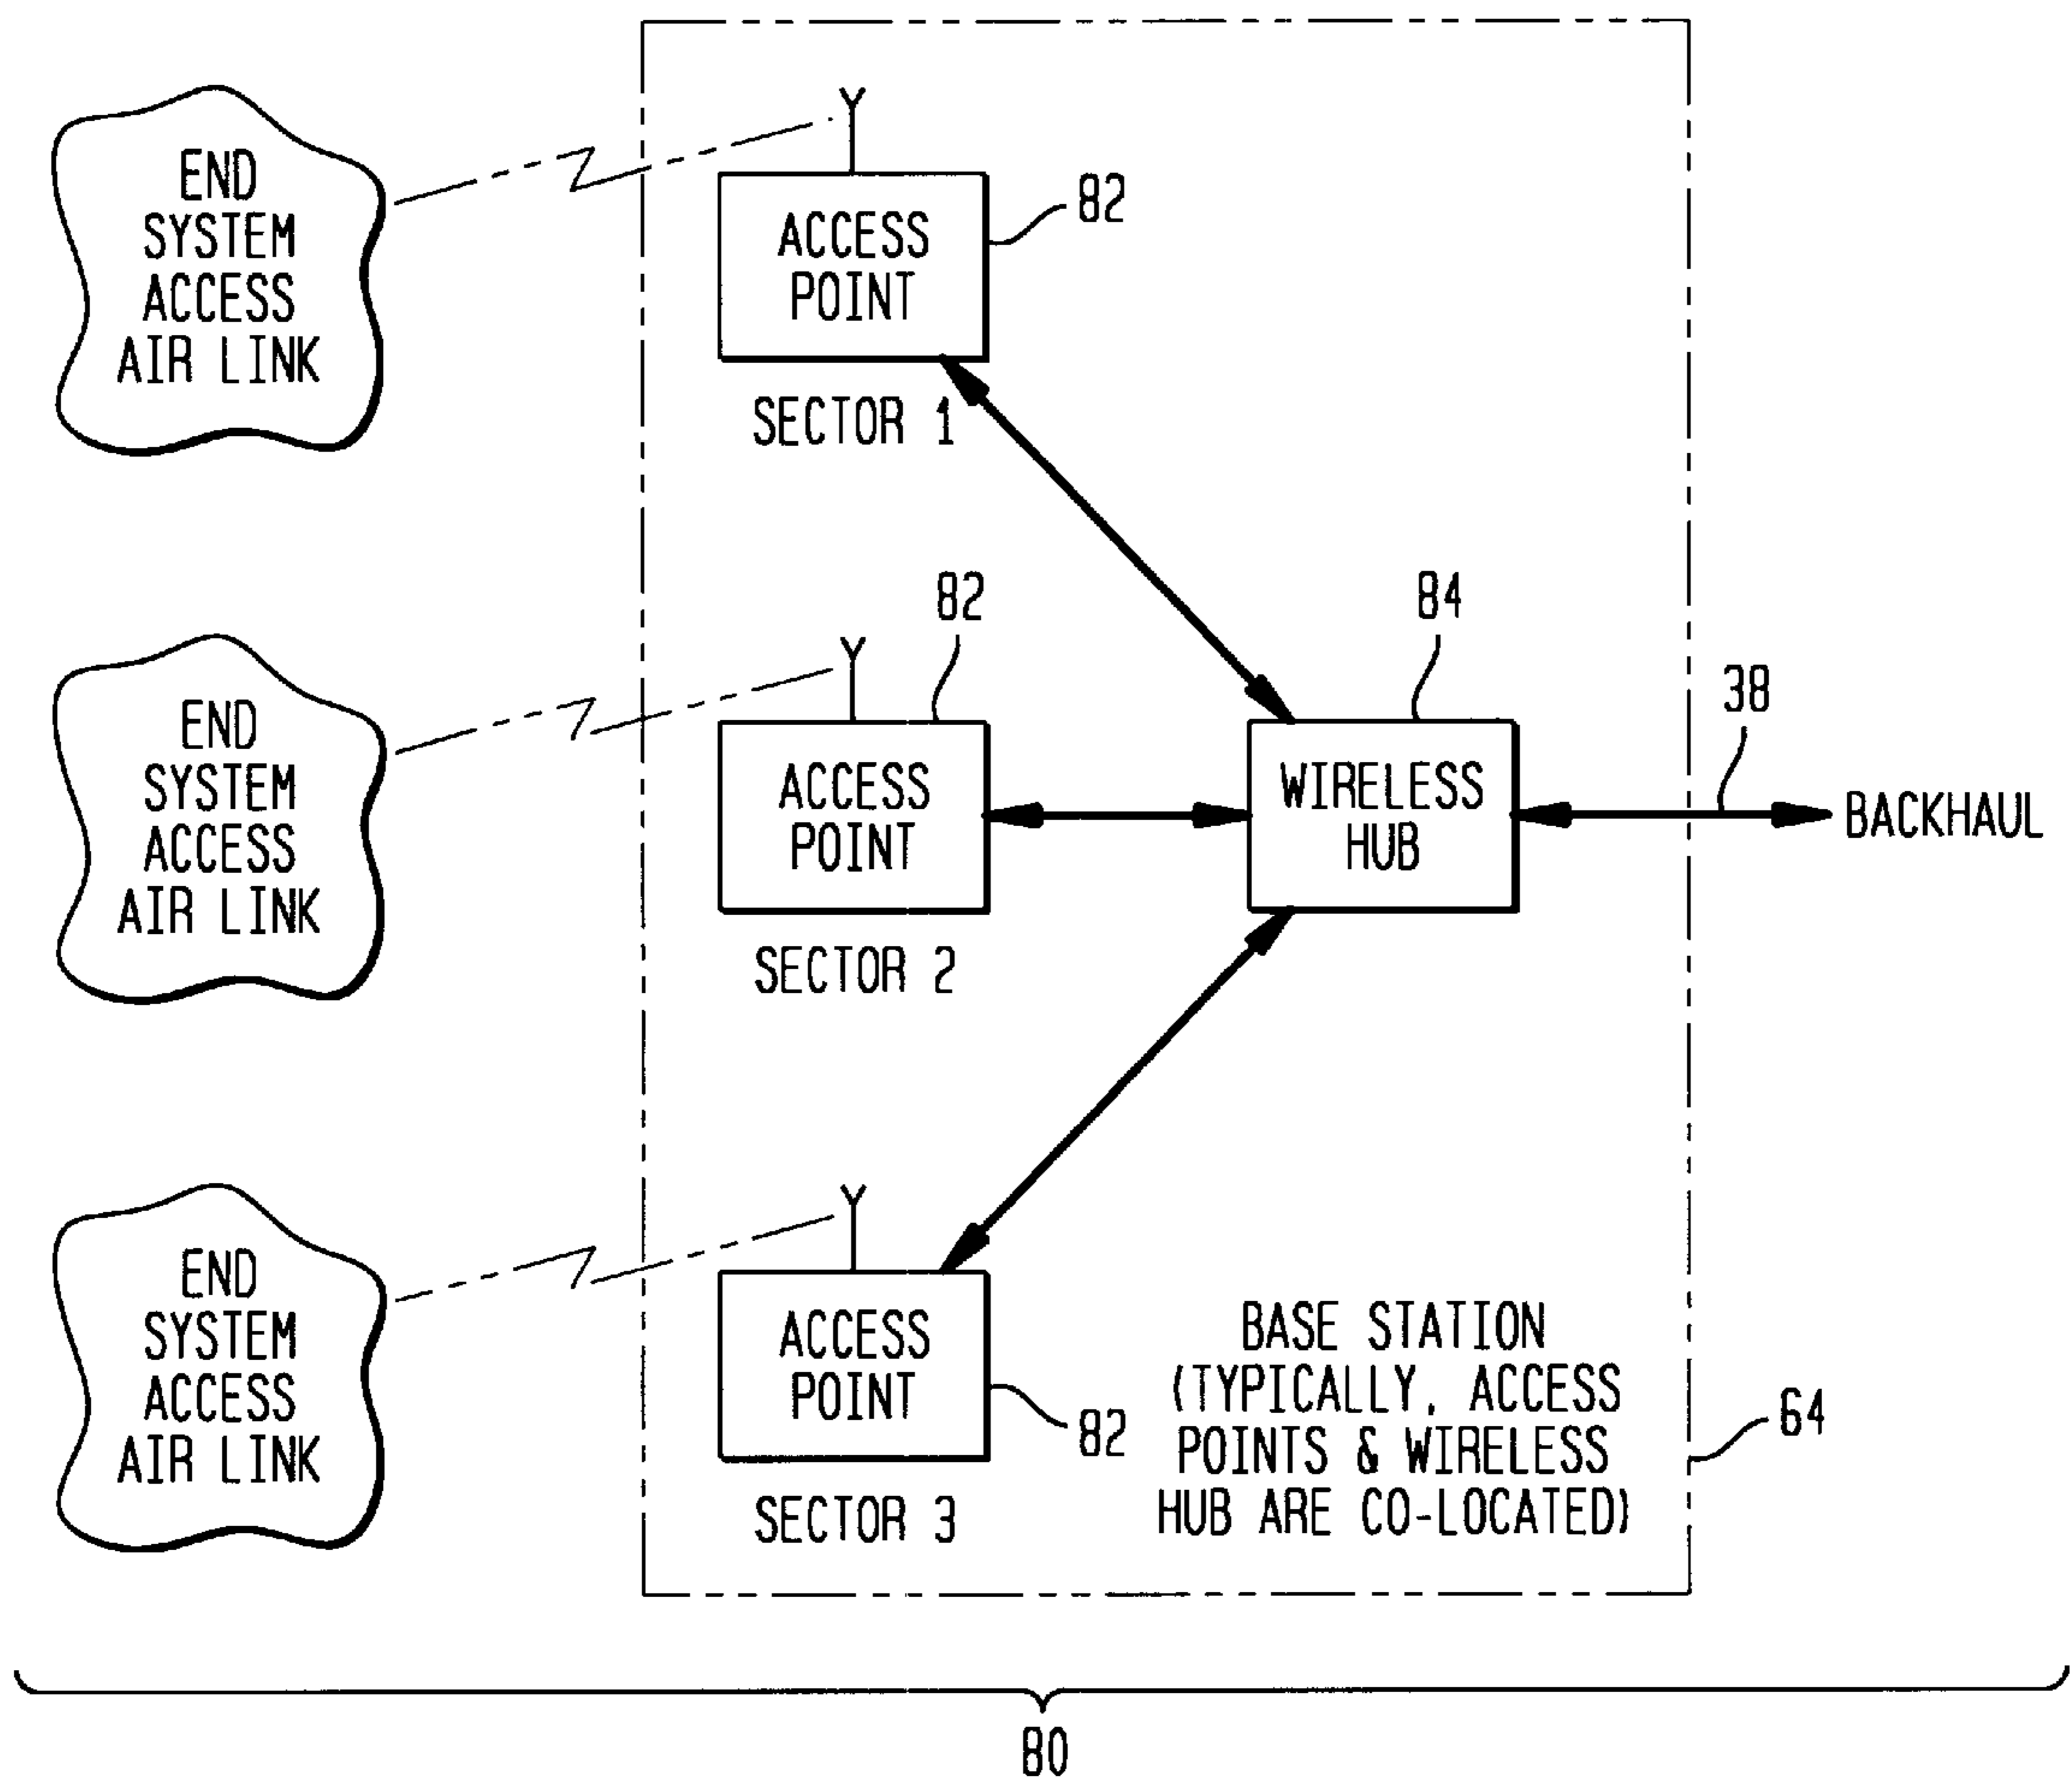 END
SYSTEM
ACCESS
AIR LINK
ACCESS
POINT
82
SECTOR 1
END
SYSTEM
ACCESS
AIR LINK
82
ACCESS
POINT
SECTOR 2
84
WIRELESS
HUB
38
BACKHAUL
END
SYSTEM
ACCESS
AIR LINK
ACCESS
POINT
82
SECTOR 3
BASE STATION
(TYPICALLY, ACCESS
POINTS & WIRELESS
HUB ARE CO-LOCATED)
64
80